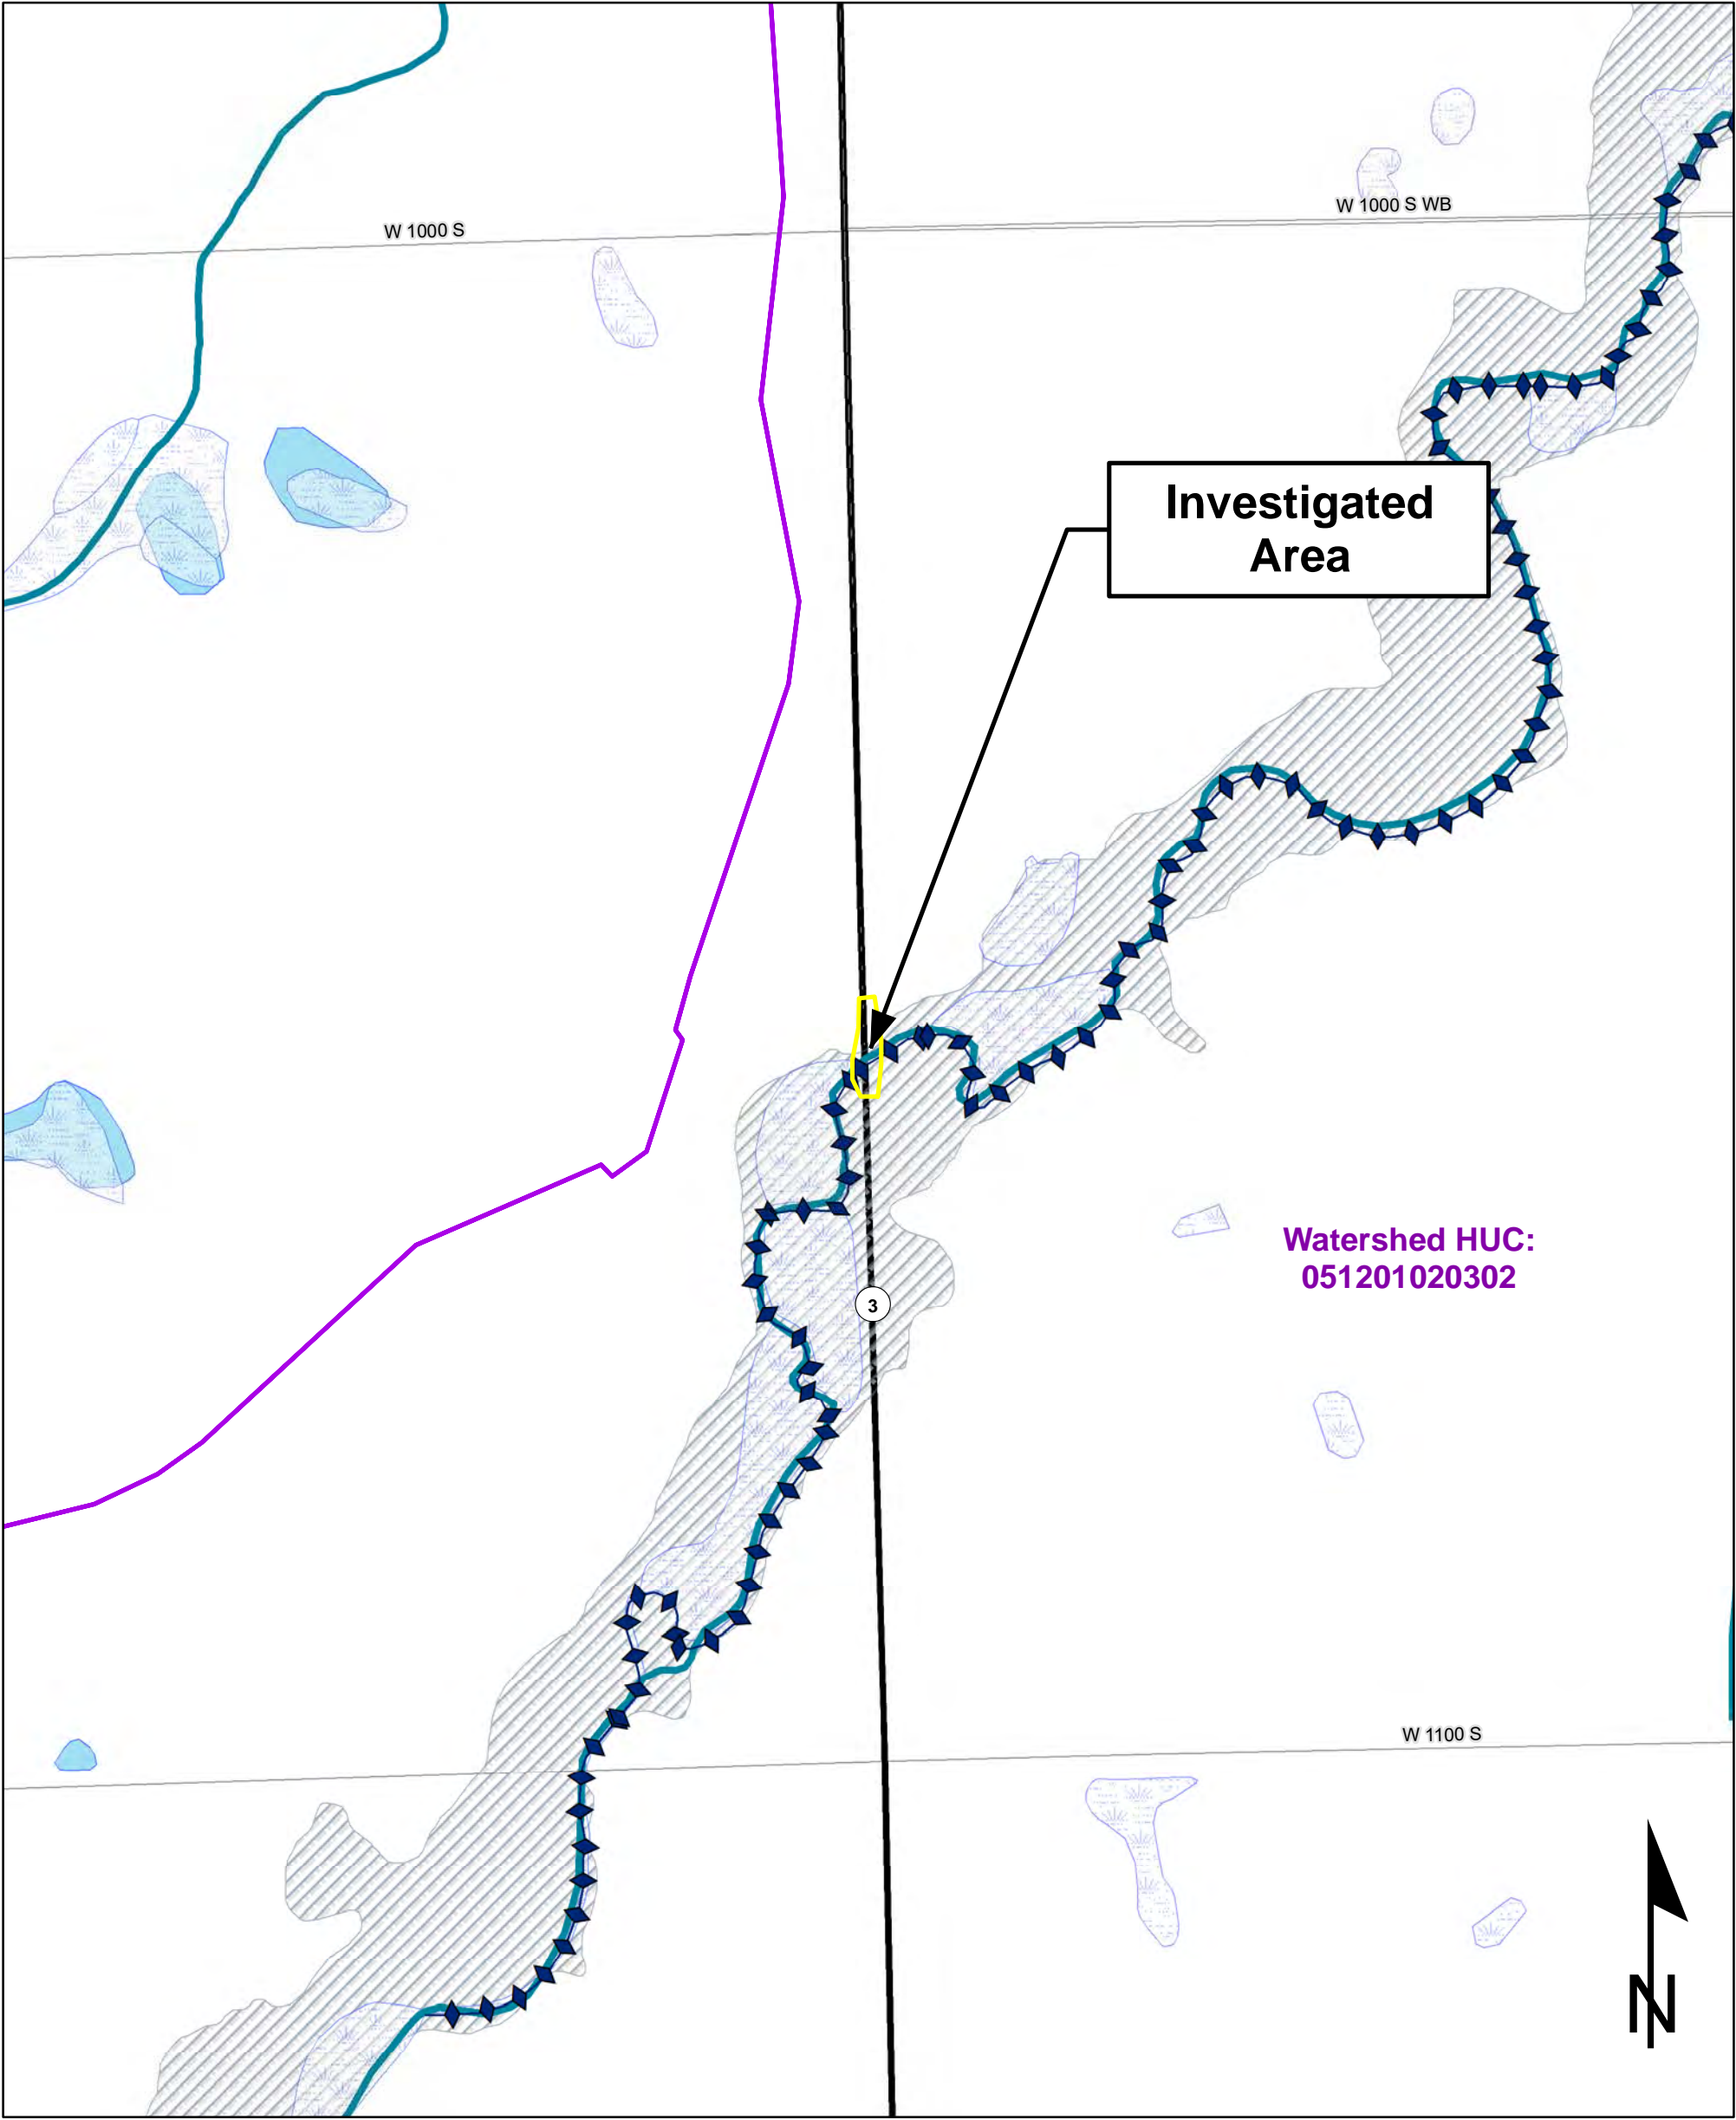 W 1000 S WB
W 1000 S
Investigated
Area
Watershed HUC:
051201020302
3
W 1100 S
N